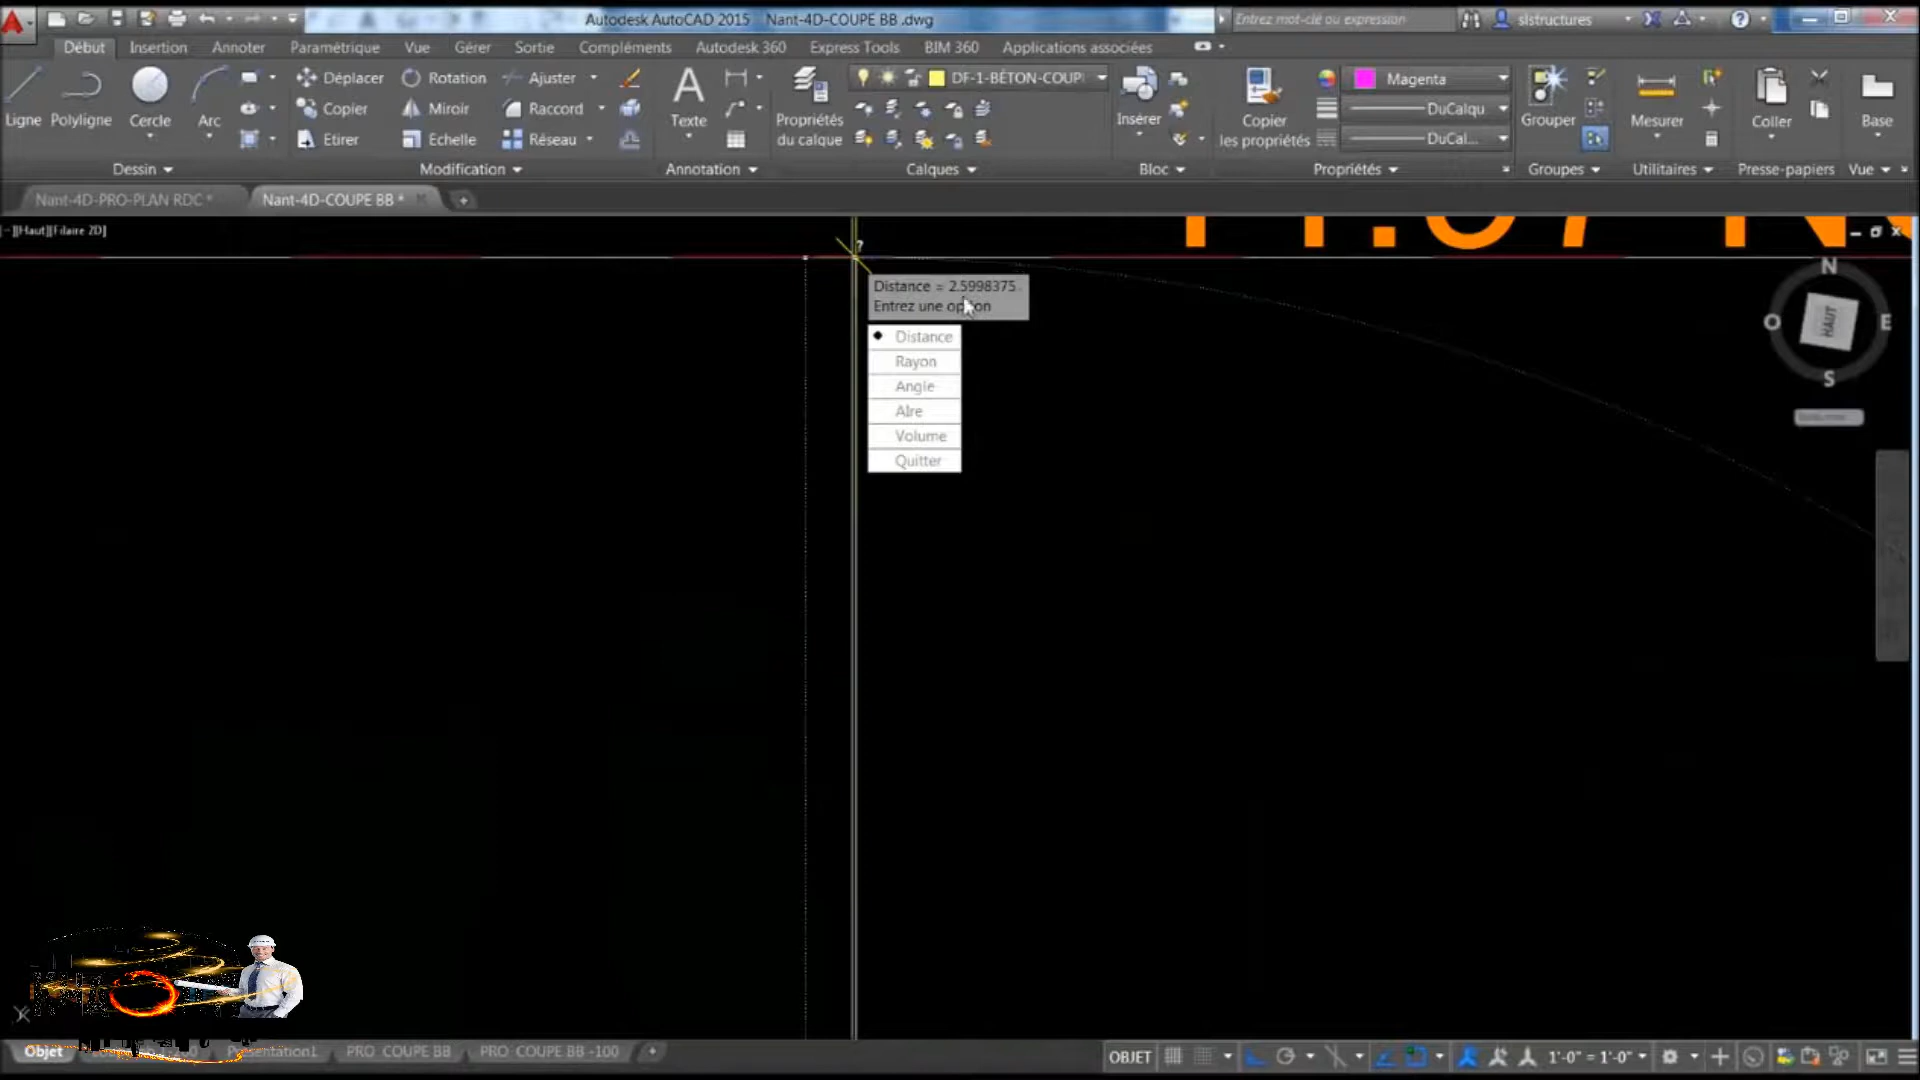 Autodesk AutoCAD 2015 Nant-4D-COUPE BB .dwg
Entrez mot-clé ou expression
slstructures
Début Insertion Annoter Paramétrique Vue Gérer Sortie Compléments Autodesk 360 Express Tools BIM 360 Applications associées
Déplacer Rotation Ajuster DF-1-BÉTON-COUP Magenta
Copier Miroir Raccord DuCalqu
Ligne Polyligne Cercle Arc Texte Propriétés du calque Insérer Copier les propriétés Grouper Mesurer Coller Base
Etirer Echelle Réseau DuCal...
Dessin Modification Annotation Calques Bloc Propriétés Groupes Utilitaires Presse-papiers Vue
Nant-4D-PRO-PLAN RDC * Nant-4D-COUPE BB *
[−][Haut][Filaire 2D]
N
O HAUT E
S
Distance = 2.5998375
Entrez une option
Distance
Rayon
Angle
AIre
Volume
Quitter
Objet Présentation1 PRO COUPE BB PRO COUPE BB -100
OBJET 1'-0" = 1'-0"